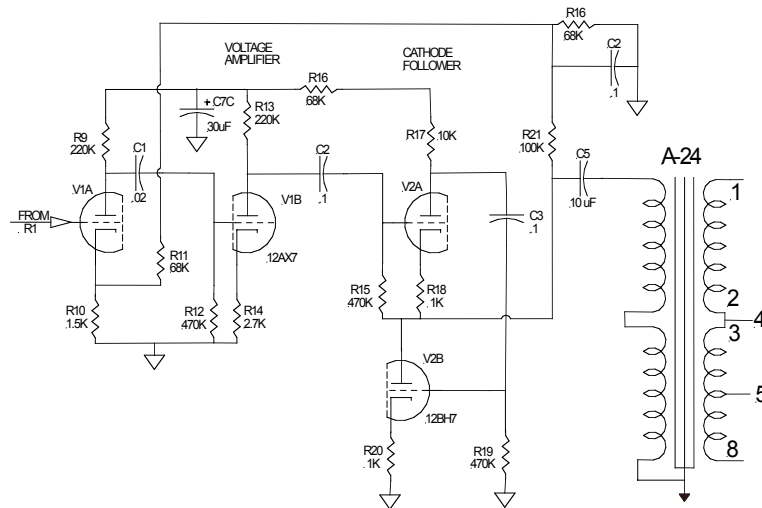 R16
68K
C2
.1
VOLTAGE
AMPLIFIER
CATHODE
FOLLOWER
R16
68K
+ C7C
30uF
R13
220K
R17
.10K
R9
220K
C1
.02
C2
.1
R21
.100K
C5
.10 uF
A-24
V1A
V1B
V2A
FROM
R1
12AX7
C3
.1
R11
68K
R10
.1.5K
R12
470K
R14
2.7K
R15
470K
R18
.1K
V2B
.12BH7
R20
.1K
R19
.470K
1
2
3
4
5
8